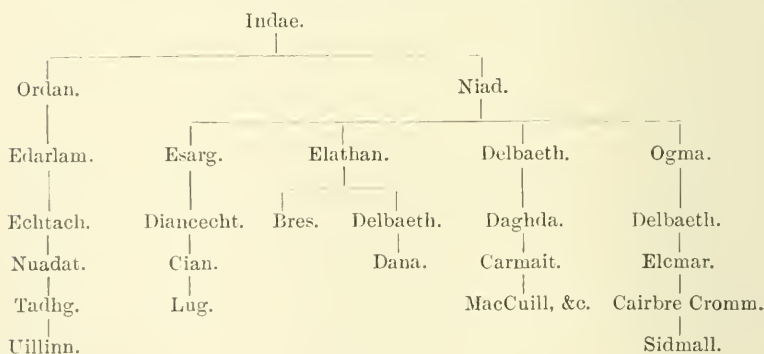 Indae.
Ordan. Niad.
Edarlam. Esarg. Elathan. Delbaeth. Ogma.
Echtach. Diancecht. Bres. Delbaeth. Daghda. Delbaeth.
Nuadat. Cian. Dana. Carmait. Elcmar.
Tadhg. Lug. MacCuill, &c. Cairbre Cromm.
Uillinn. Sidmall.